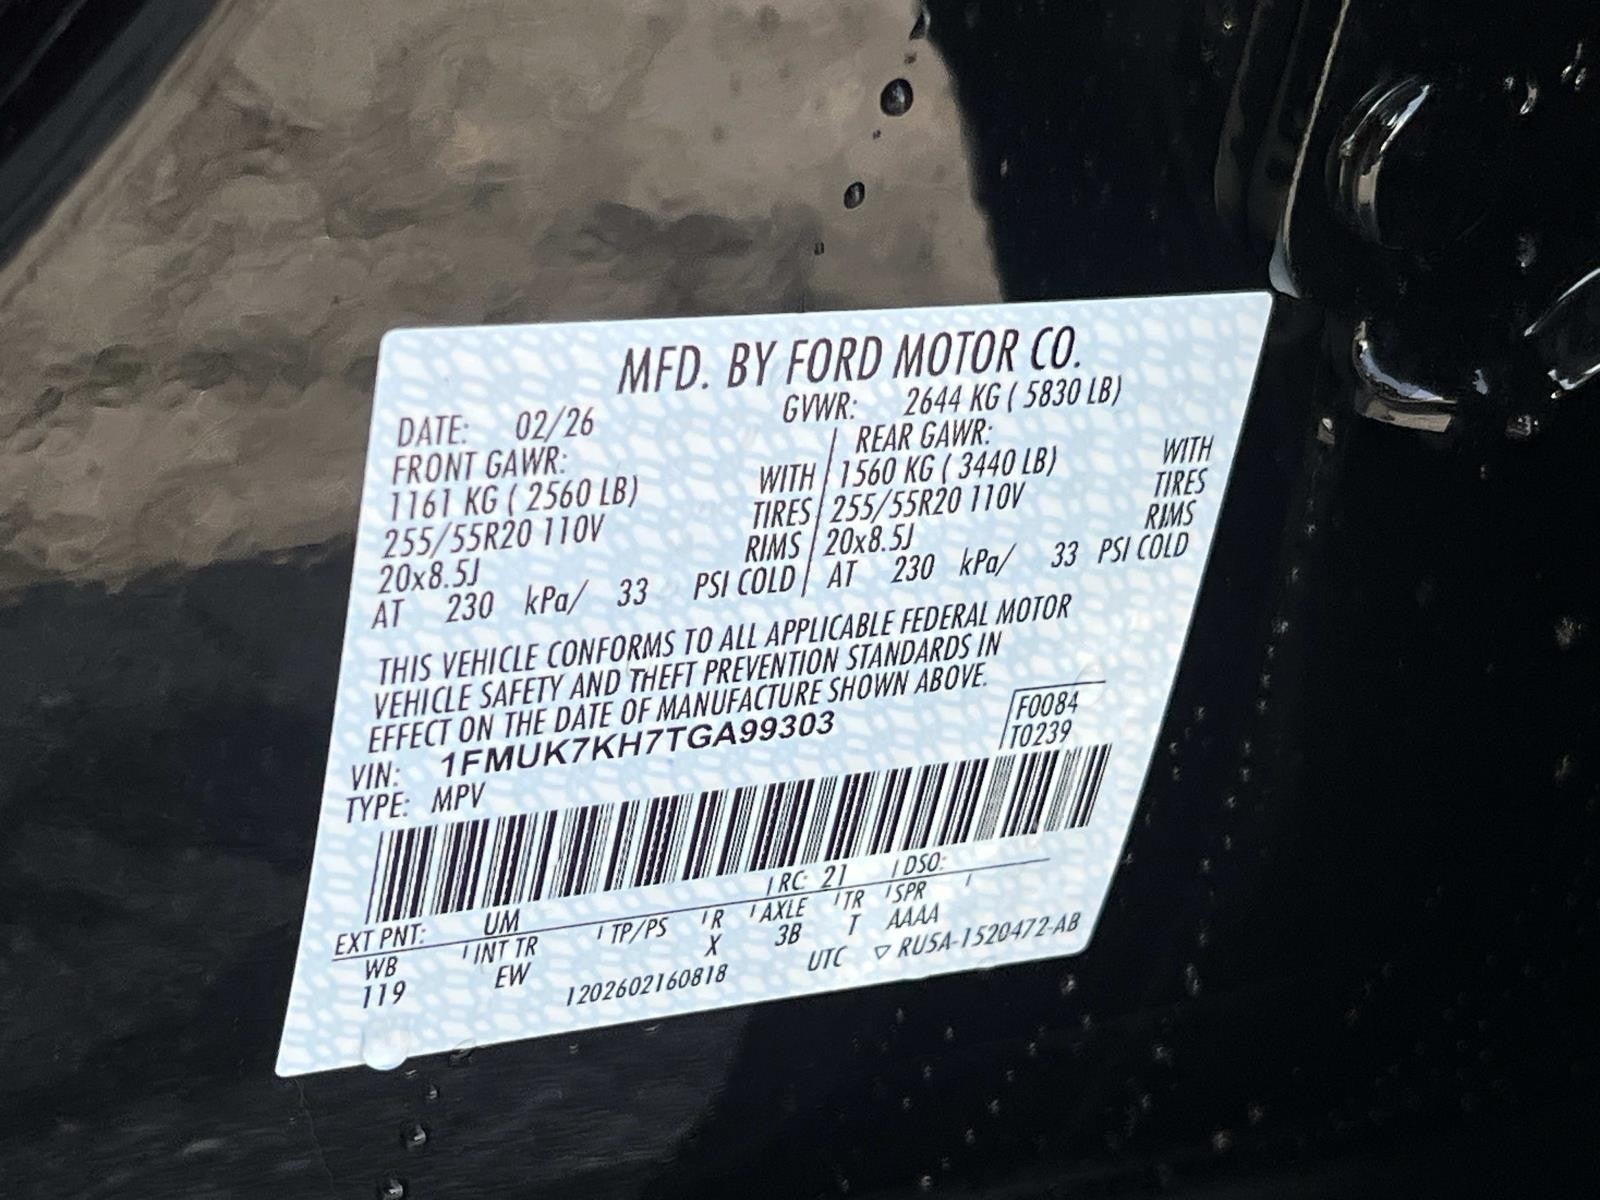 MFD. BY FORD MOTOR CO.
DATE: 02/26 GVWR: 2644 KG ( 5830 LB)
FRONT GAWR: REAR GAWR:
1161 KG ( 2560 LB) WITH 1560 KG ( 3440 LB) WITH
255/55R20 110V TIRES 255/55R20 110V TIRES
20x8.5J RIMS 20x8.5J RIMS
AT 230 kPa/ 33 PSI COLD AT 230 kPa/ 33 PSI COLD
THIS VEHICLE CONFORMS TO ALL APPLICABLE FEDERAL MOTOR
VEHICLE SAFETY AND THEFT PREVENTION STANDARDS IN
EFFECT ON THE DATE OF MANUFACTURE SHOWN ABOVE.
VIN: 1FMUK7KH7TGA99303 F0084
TYPE: MPV T0239
EXT PNT: UM RC: 21 DSO:
WB INT TR TP/PS R AXLE TR SPR
119 EW X 3B T AAAA
1202602160818 UTC ▽ RU5A-1520472-AB